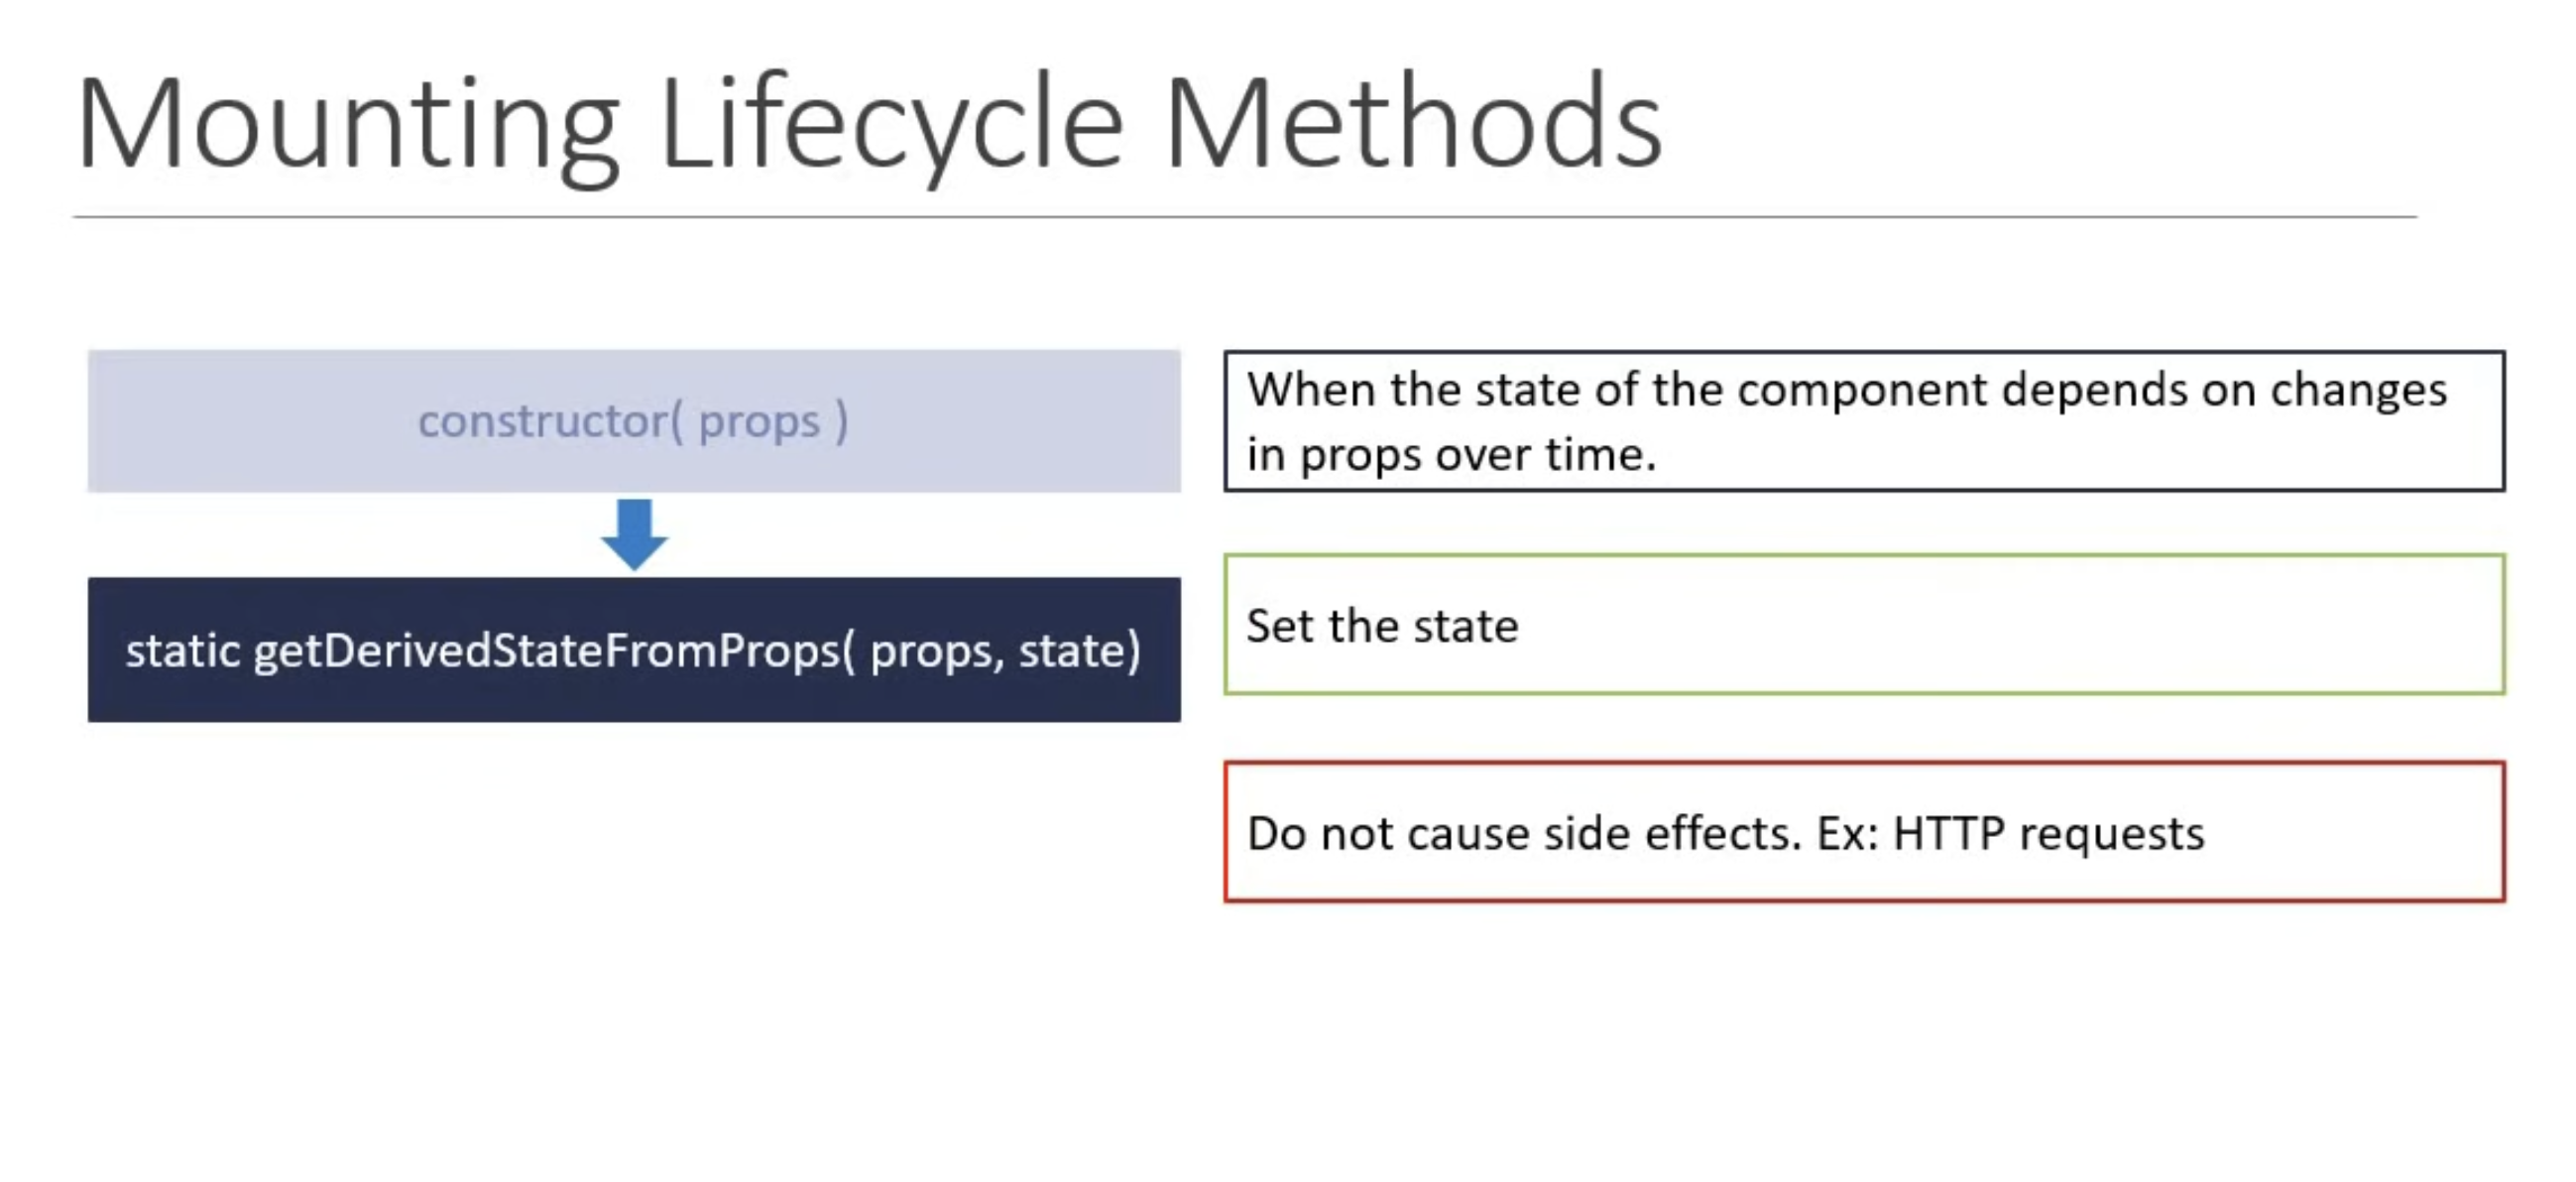 Mounting Lifecycle Methods
constructor( props )
static getDerivedStateFromProps( props, state)
When the state of the component depends on changes
in props over time.
Set the state
Do not cause side effects. Ex: HTTP requests